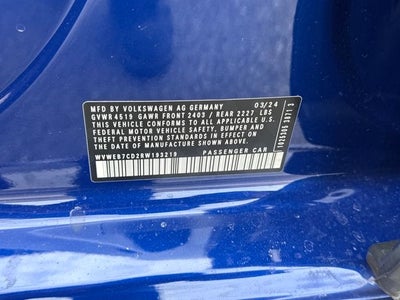 MFD BY VOLKSWAGEN AG GERMANY 03/24
GVWR 4519 GAWR FRONT 2403 / REAR 2227 LBS
THIS VEHICLE CONFORMS TO ALL APPLICABLE U.S.
FEDERAL MOTOR VEHICLE SAFETY, BUMPER AND
THEFT PREVENTION STANDARDS IN EFFECT ON
THE DATE OF MANUFACTURE SHOWN ABOVE.
WVWEB7CD2RW193219 PASSENGER CAR